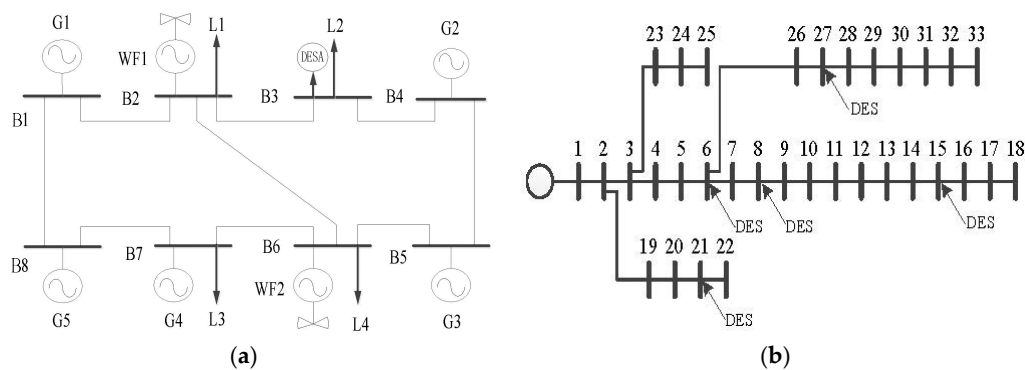 G1
WF1
L1
DESA
L2
G2
B1
B2
B3
B4
B8
B7
B6
B5
G5
G4
L3
WF2
L4
G3
(a)
23 24 25
26 27 28 29 30 31 32 33
DES
1 2 3 4 5 6 7 8 9 10 11 12 13 14 15 16 17 18
DES DES DES
19 20 21 22
DES
(b)